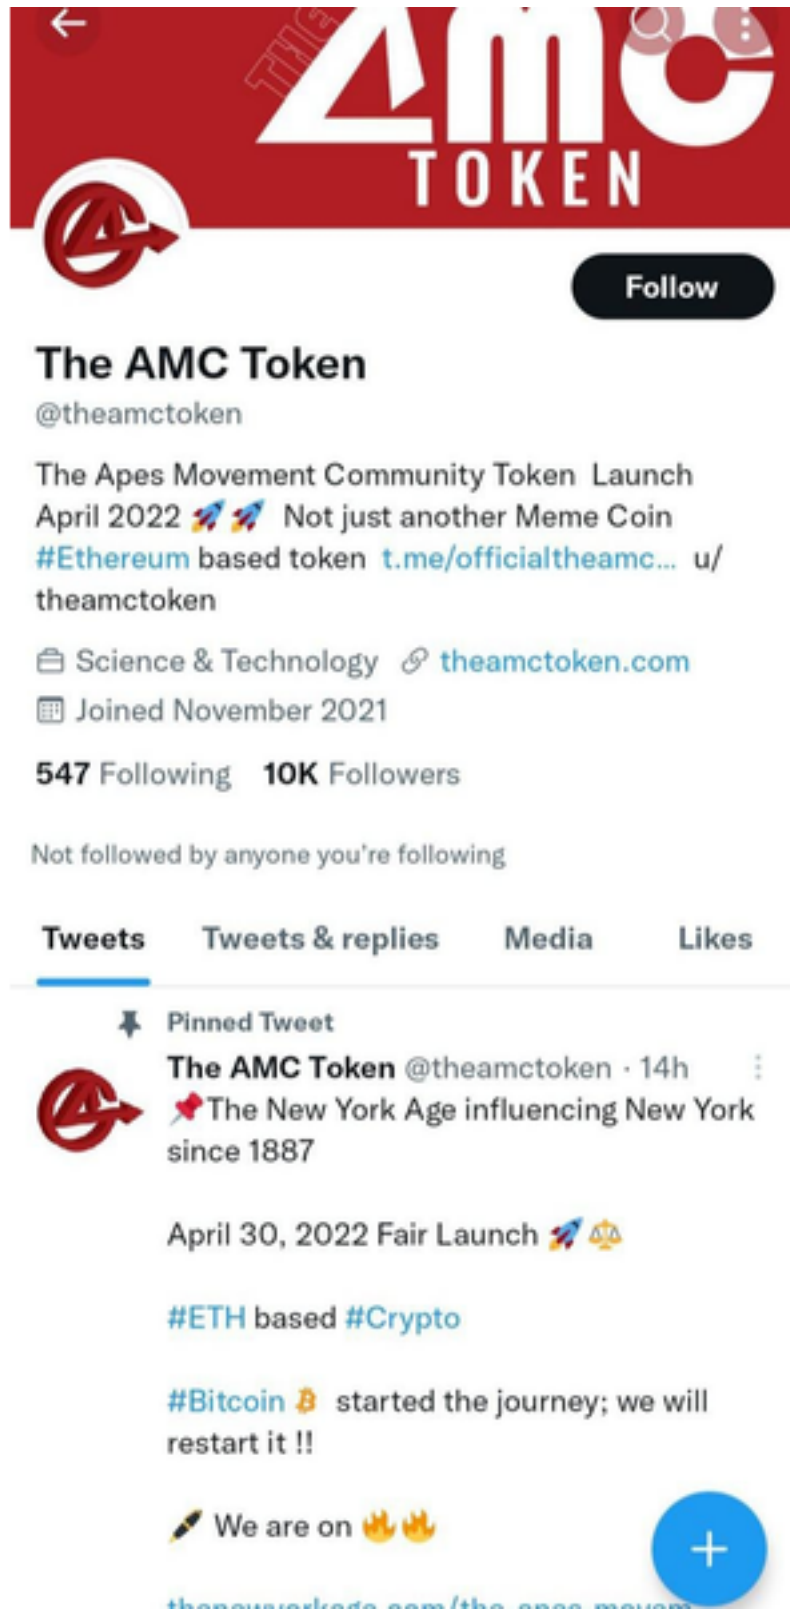 THE
AMC
TOKEN
Follow
The AMC Token
@theamctoken
The Apes Movement Community Token Launch
April 2022 🚀🚀 Not just another Meme Coin
#Ethereum based token t.me/officialtheamc... u/
theamctoken
Science & Technology theamctoken.com
Joined November 2021
547 Following 10K Followers
Not followed by anyone you're following
Tweets Tweets & replies Media Likes
Pinned Tweet
The AMC Token @theamctoken · 14h
📌The New York Age influencing New York
since 1887
April 30, 2022 Fair Launch 🚀⚖️
#ETH based #Crypto
#Bitcoin ₿ started the journey; we will
restart it !!
🖋️ We are on 🔥🔥